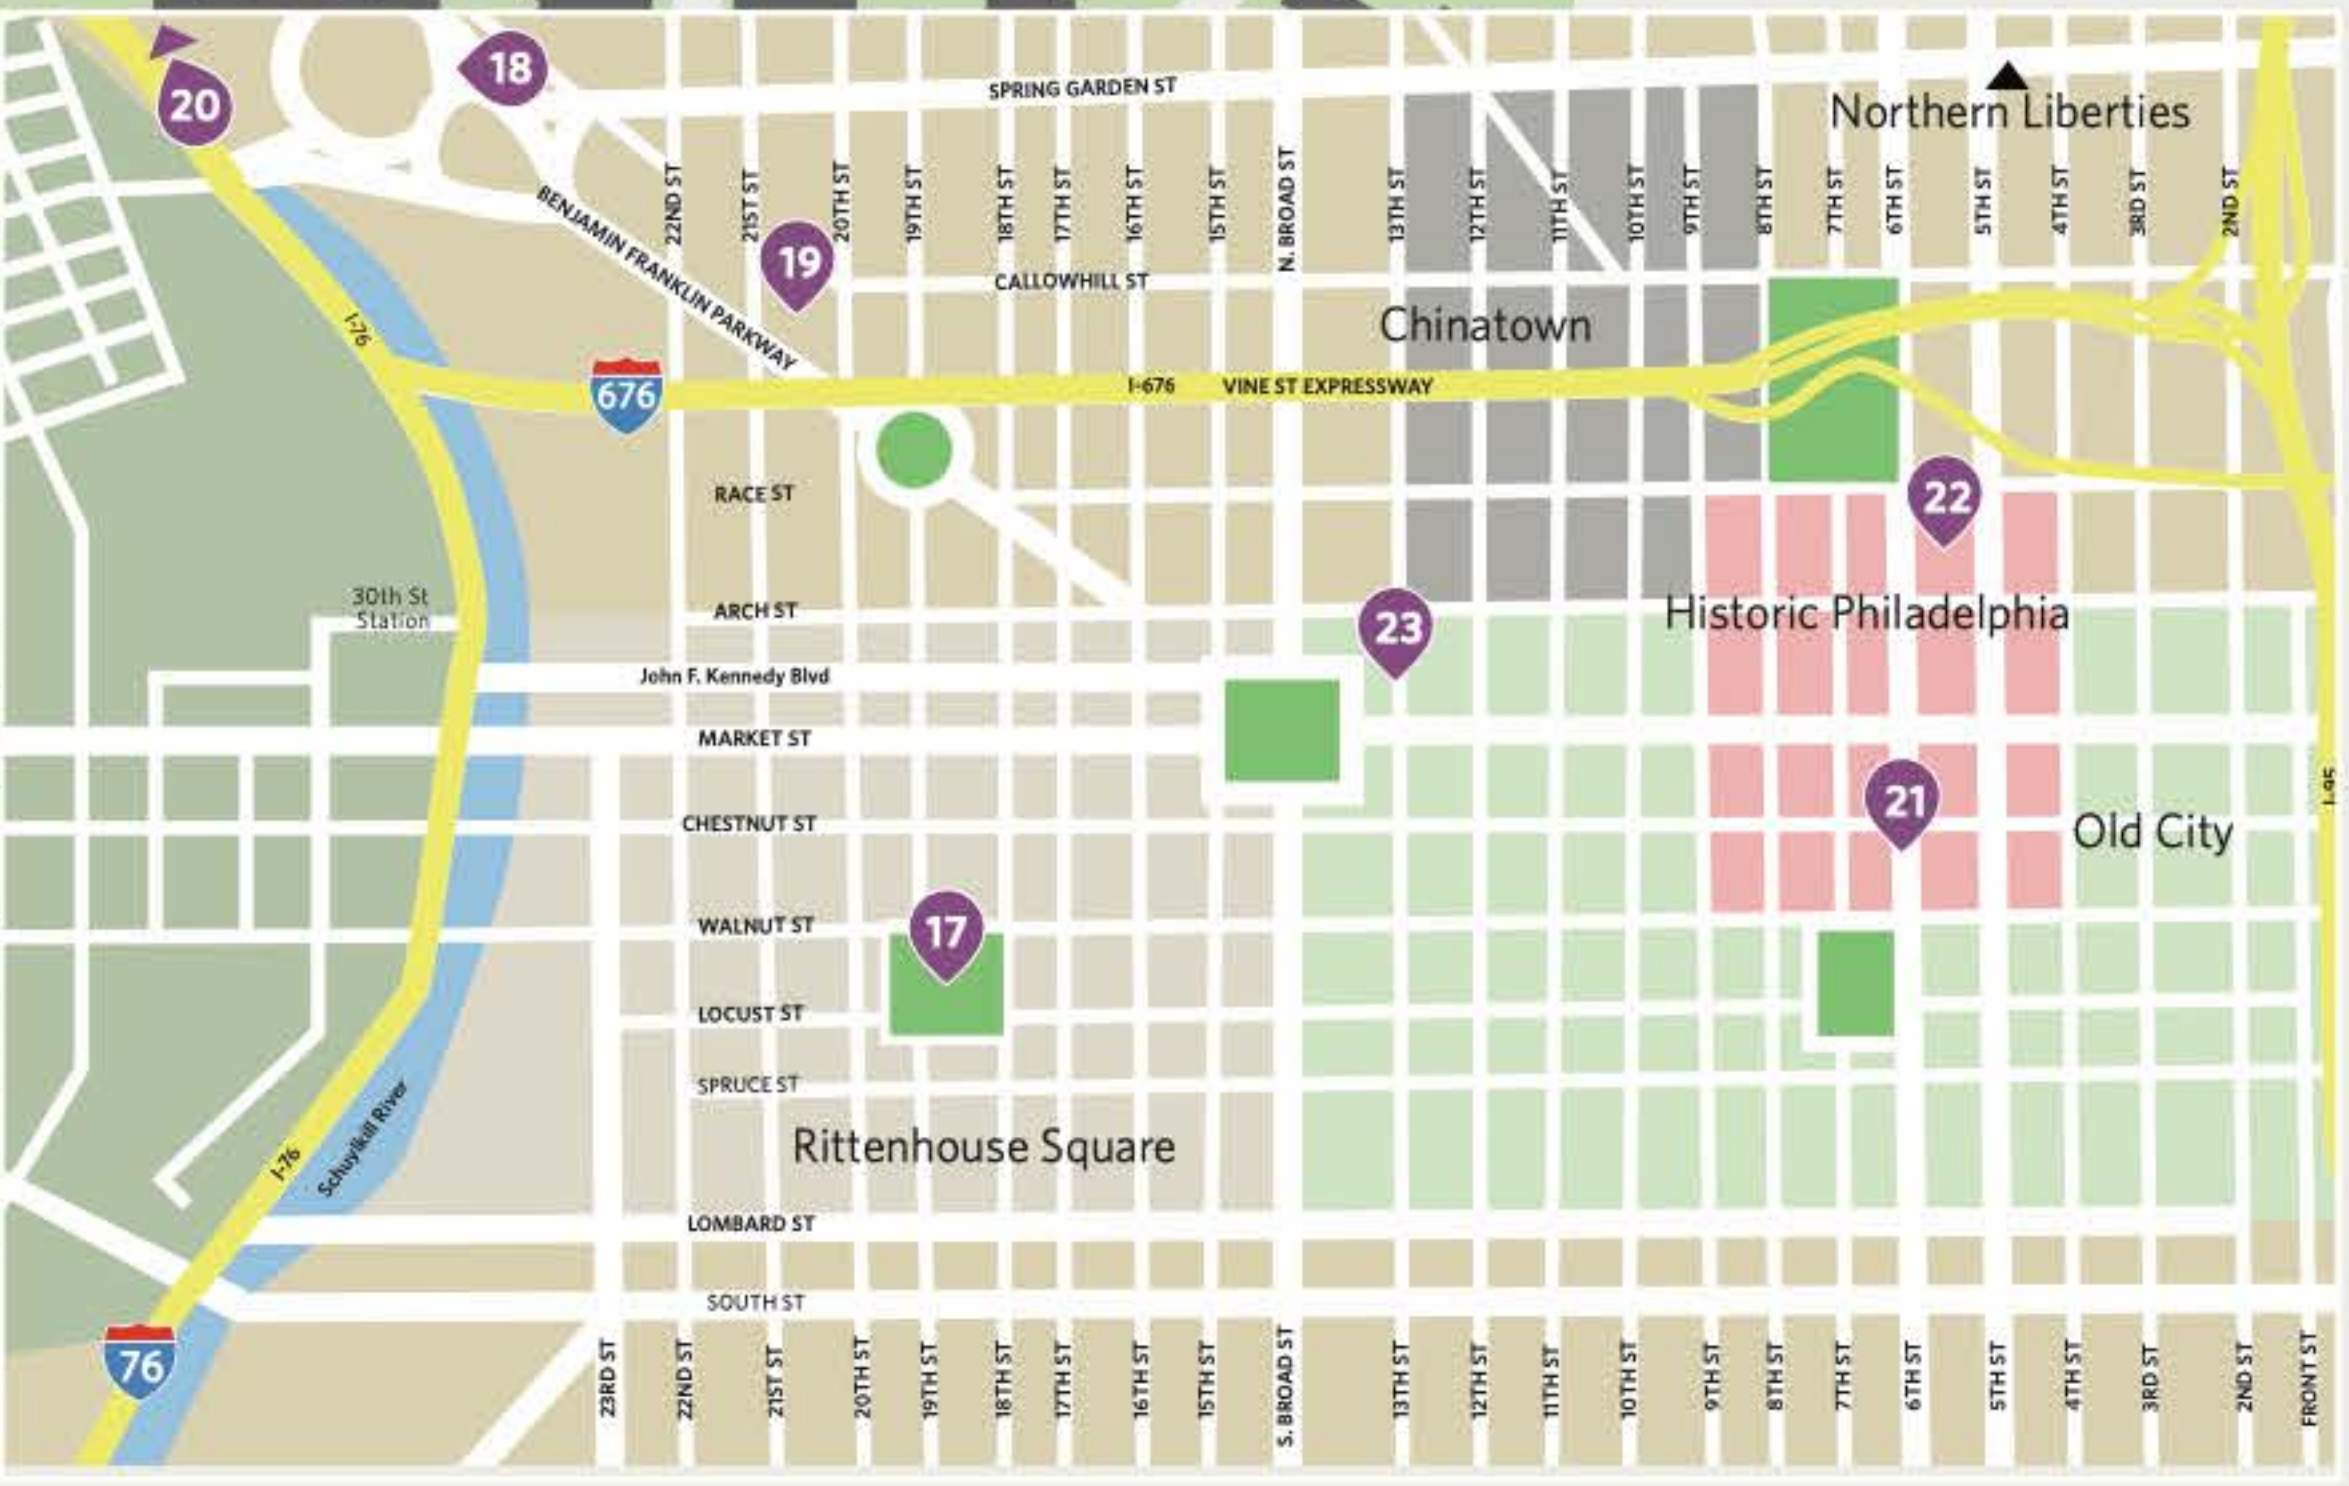 18
20
SPRING GARDEN ST
Northern Liberties
22ND ST
21ST ST
20TH ST
19TH ST
18TH ST
17TH ST
16TH ST
15TH ST
N. BROAD ST
13TH ST
12TH ST
11TH ST
10TH ST
9TH ST
8TH ST
7TH ST
6TH ST
5TH ST
4TH ST
3RD ST
2ND ST
BENJAMIN FRANKLIN PARKWAY
19
CALLOWHILL ST
I-76
Chinatown
676
I-676
VINE ST EXPRESSWAY
RACE ST
22
30th St
Station
ARCH ST
23
Historic Philadelphia
John F. Kennedy Blvd
MARKET ST
I-95
21
CHESTNUT ST
Old City
WALNUT ST
17
LOCUST ST
SPRUCE ST
Schuylkill River
I-76
Rittenhouse Square
LOMBARD ST
SOUTH ST
76
23RD ST
22ND ST
21ST ST
20TH ST
19TH ST
18TH ST
17TH ST
16TH ST
15TH ST
S. BROAD ST
13TH ST
12TH ST
11TH ST
10TH ST
9TH ST
8TH ST
7TH ST
6TH ST
5TH ST
4TH ST
3RD ST
2ND ST
FRONT ST